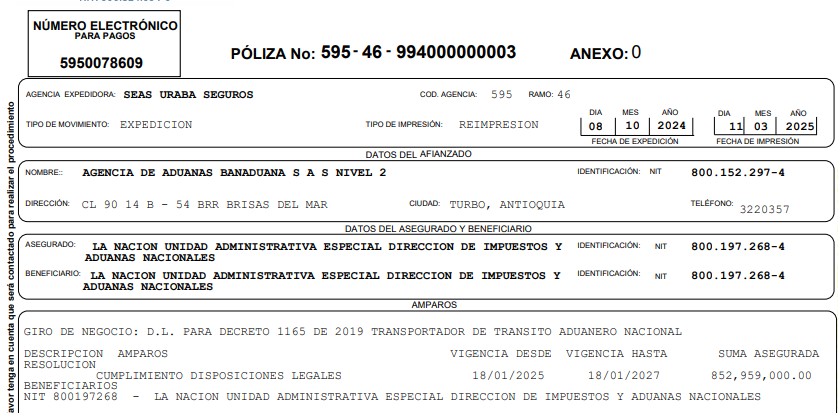 NÚMERO ELECTRÓNICO
PARA PAGOS
5950078609
PÓLIZA No: 595 - 46 - 994000000003 ANEXO: 0
AGENCIA EXPEDIDORA: SEAS URABA SEGUROS COD. AGENCIA: 595 RAMO: 46
TIPO DE MOVIMIENTO: EXPEDICION TIPO DE IMPRESIÓN: REIMPRESION
DIA MES AÑO DIA MES AÑO
08 10 2024 11 03 2025
FECHA DE EXPEDICIÓN FECHA DE IMPRESIÓN
DATOS DEL AFIANZADO
NOMBRE:: AGENCIA DE ADUANAS BANADUANA S A S NIVEL 2 IDENTIFICACIÓN: NIT 800.152.297-4
DIRECCIÓN: CL 90 14 B - 54 BRR BRISAS DEL MAR CIUDAD: TURBO, ANTIOQUIA TELÉFONO: 3220357
DATOS DEL ASEGURADO Y BENEFICIARIO
ASEGURADO: LA NACION UNIDAD ADMINISTRATIVA ESPECIAL DIRECCION DE IMPUESTOS Y IDENTIFICACIÓN: NIT 800.197.268-4
ADUANAS NACIONALES
BENEFICIARIO: LA NACION UNIDAD ADMINISTRATIVA ESPECIAL DIRECCION DE IMPUESTOS Y IDENTIFICACIÓN: NIT 800.197.268-4
ADUANAS NACIONALES
AMPAROS
GIRO DE NEGOCIO: D.L. PARA DECRETO 1165 DE 2019 TRANSPORTADOR DE TRANSITO ADUANERO NACIONAL
DESCRIPCION AMPAROS VIGENCIA DESDE VIGENCIA HASTA SUMA ASEGURADA
RESOLUCION
CUMPLIMIENTO DISPOSICIONES LEGALES 18/01/2025 18/01/2027 852,959,000.00
BENEFICIARIOS
NIT 800197268 - LA NACION UNIDAD ADMINISTRATIVA ESPECIAL DIRECCION DE IMPUESTOS Y ADUANAS NACIONALES
avor tenga en cuenta que será contactado para realizar el procedimiento